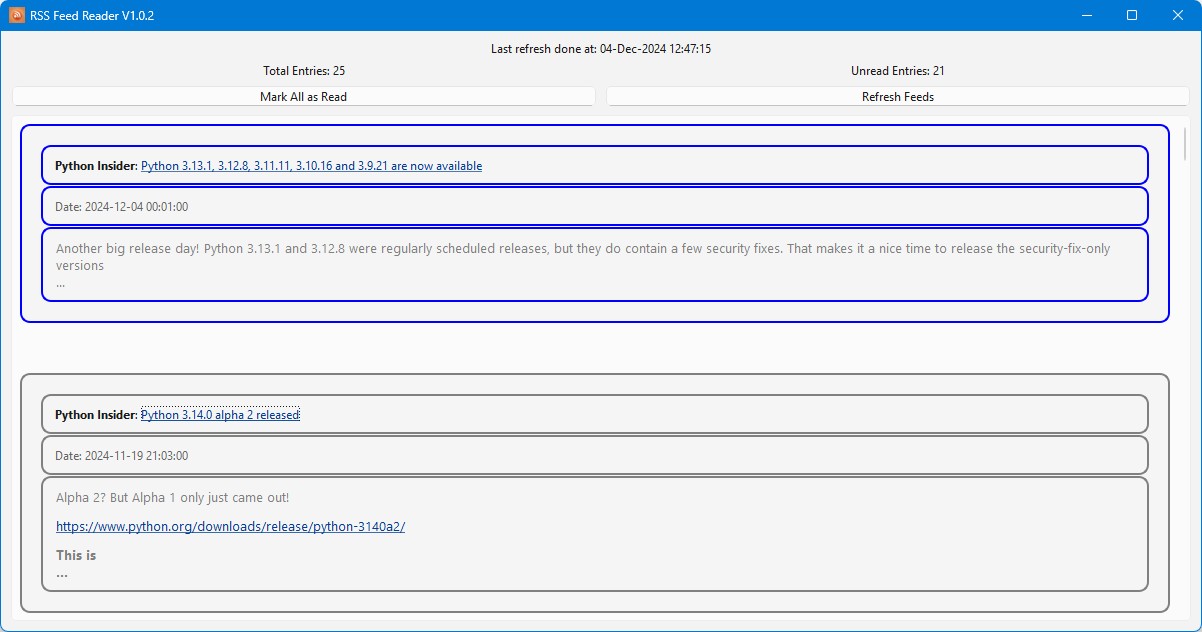 RSS Feed Reader V1.0.2
Last refresh done at: 04-Dec-2024 12:47:15
Total Entries: 25
Unread Entries: 21
Mark All as Read
Refresh Feeds
Python Insider: Python 3.13.1, 3.12.8, 3.11.11, 3.10.16 and 3.9.21 are now available
Date: 2024-12-04 00:01:00
Another big release day! Python 3.13.1 and 3.12.8 were regularly scheduled releases, but they do contain a few security fixes. That makes it a nice time to release the security-fix-only
versions
...
Python Insider: Python 3.14.0 alpha 2 released
Date: 2024-11-19 21:03:00
Alpha 2? But Alpha 1 only just came out!
https://www.python.org/downloads/release/python-3140a2/
This is
...